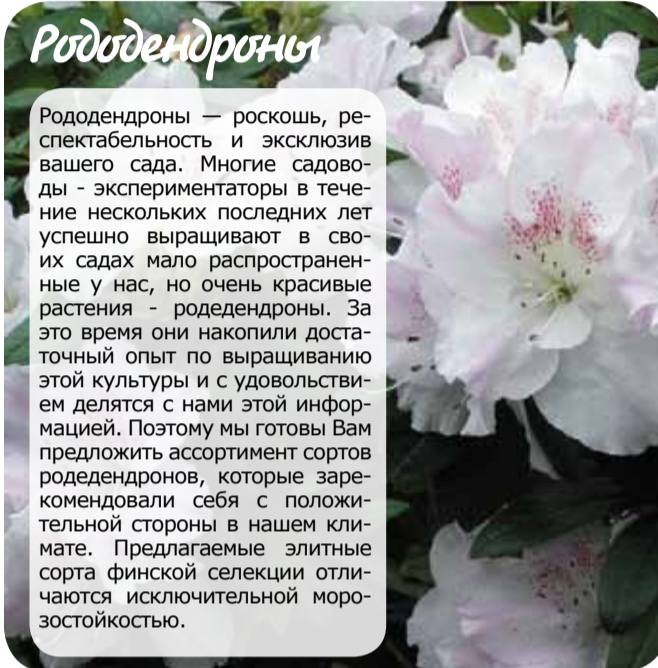 Рододендроны
Рододендроны — роскошь, ре-
спектабельность и эксклюзив
вашего сада. Многие садово-
ды - экспериментаторы в тече-
ние нескольких последних лет
успешно выращивают в сво-
их садах мало распространен-
ные у нас, но очень красивые
растения - родедендроны. За
это время они накопили доста-
точный опыт по выращиванию
этой культуры и с удовольстви-
ем делятся с нами этой инфор-
мацией. Поэтому мы готовы Вам
предложить ассортимент сортов
родедендронов, которые заре-
комендовали себя с положи-
тельной стороны в нашем кли-
мате. Предлагаемые элитные
сорта финской селекции отли-
чаются исключительной моро-
зостойкостью.